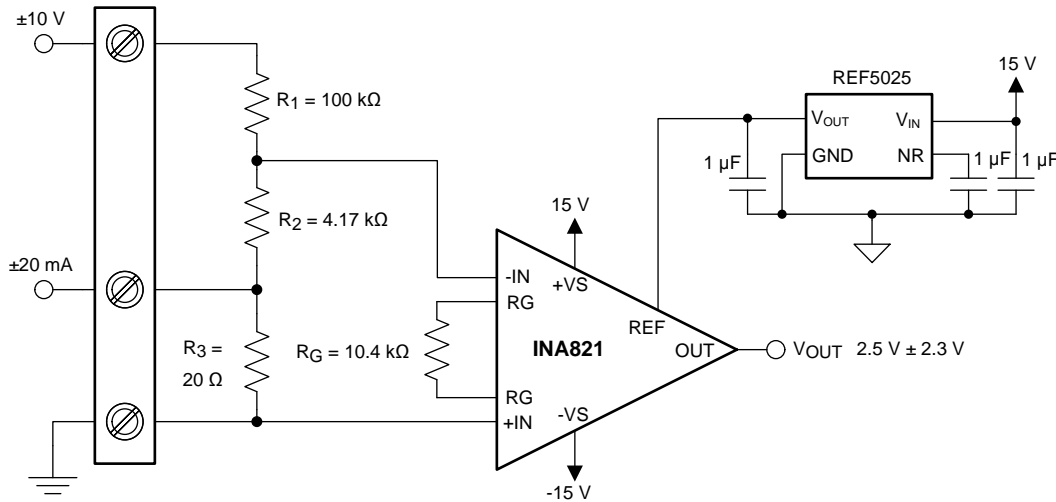 ±10 V
R1 = 100 kΩ
R2 = 4.17 kΩ
±20 mA
R3 =
20 Ω
RG = 10.4 kΩ
15 V
-IN
+VS
RG
REF
INA821
OUT
RG
+IN
-VS
-15 V
VOUT 2.5 V ± 2.3 V
REF5025
15 V
VOUT
VIN
GND
NR
1 µF
1 µF
1 µF